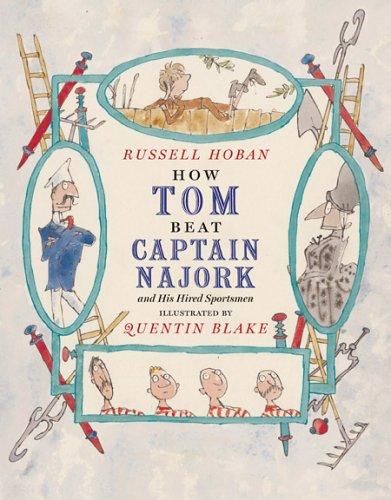 RUSSELL HOBAN
HOW
TOM
BEAT
CAPTAIN
NAJORK
and His Hired Sportsmen
ILLUSTRATED BY
QUENTIN BLAKE